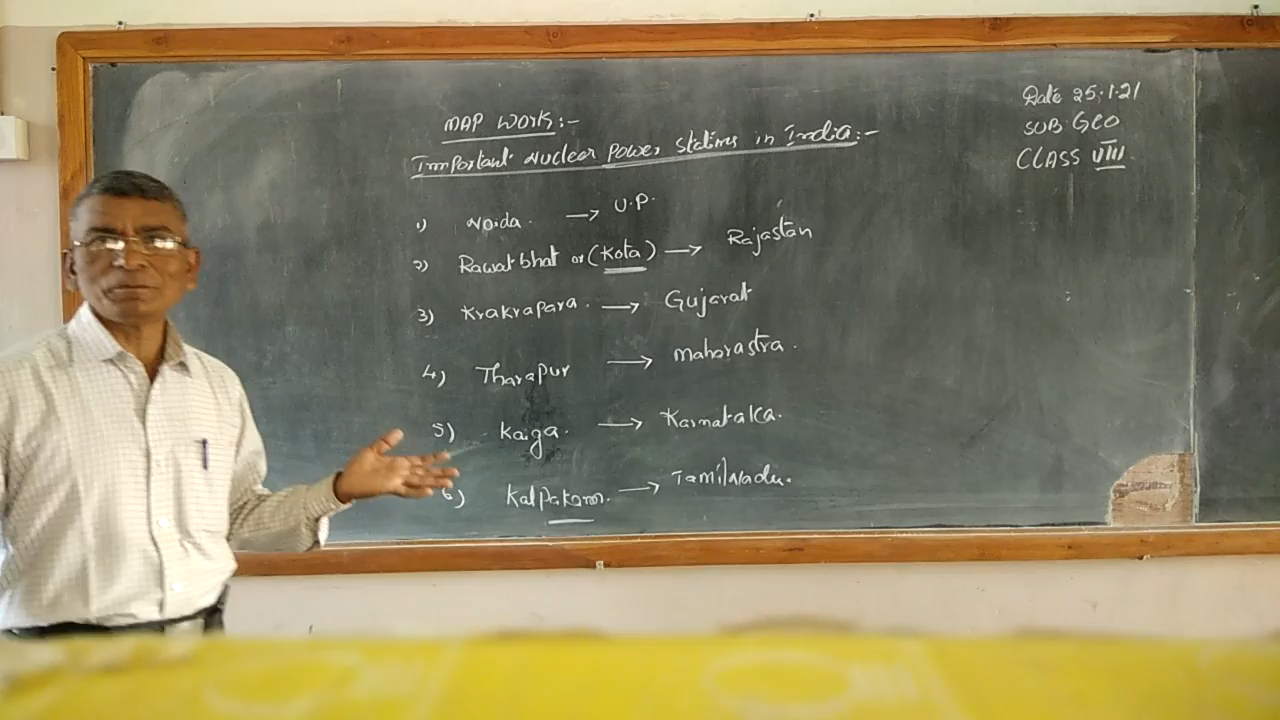 MAP WORK:-
Important Nuclear Power Stations in India:-
Date 25.1.21
SUB: GEO
CLASS VIII
1) Noida. → U.P.
2) Rawatbhat or (Kota) → Rajastan
3) Krakrapara. → Gujarat
4) Tharapur → Maharastra.
5) Kaiga. → Karnataka.
6) Kalpakam. → Tamilnadu.